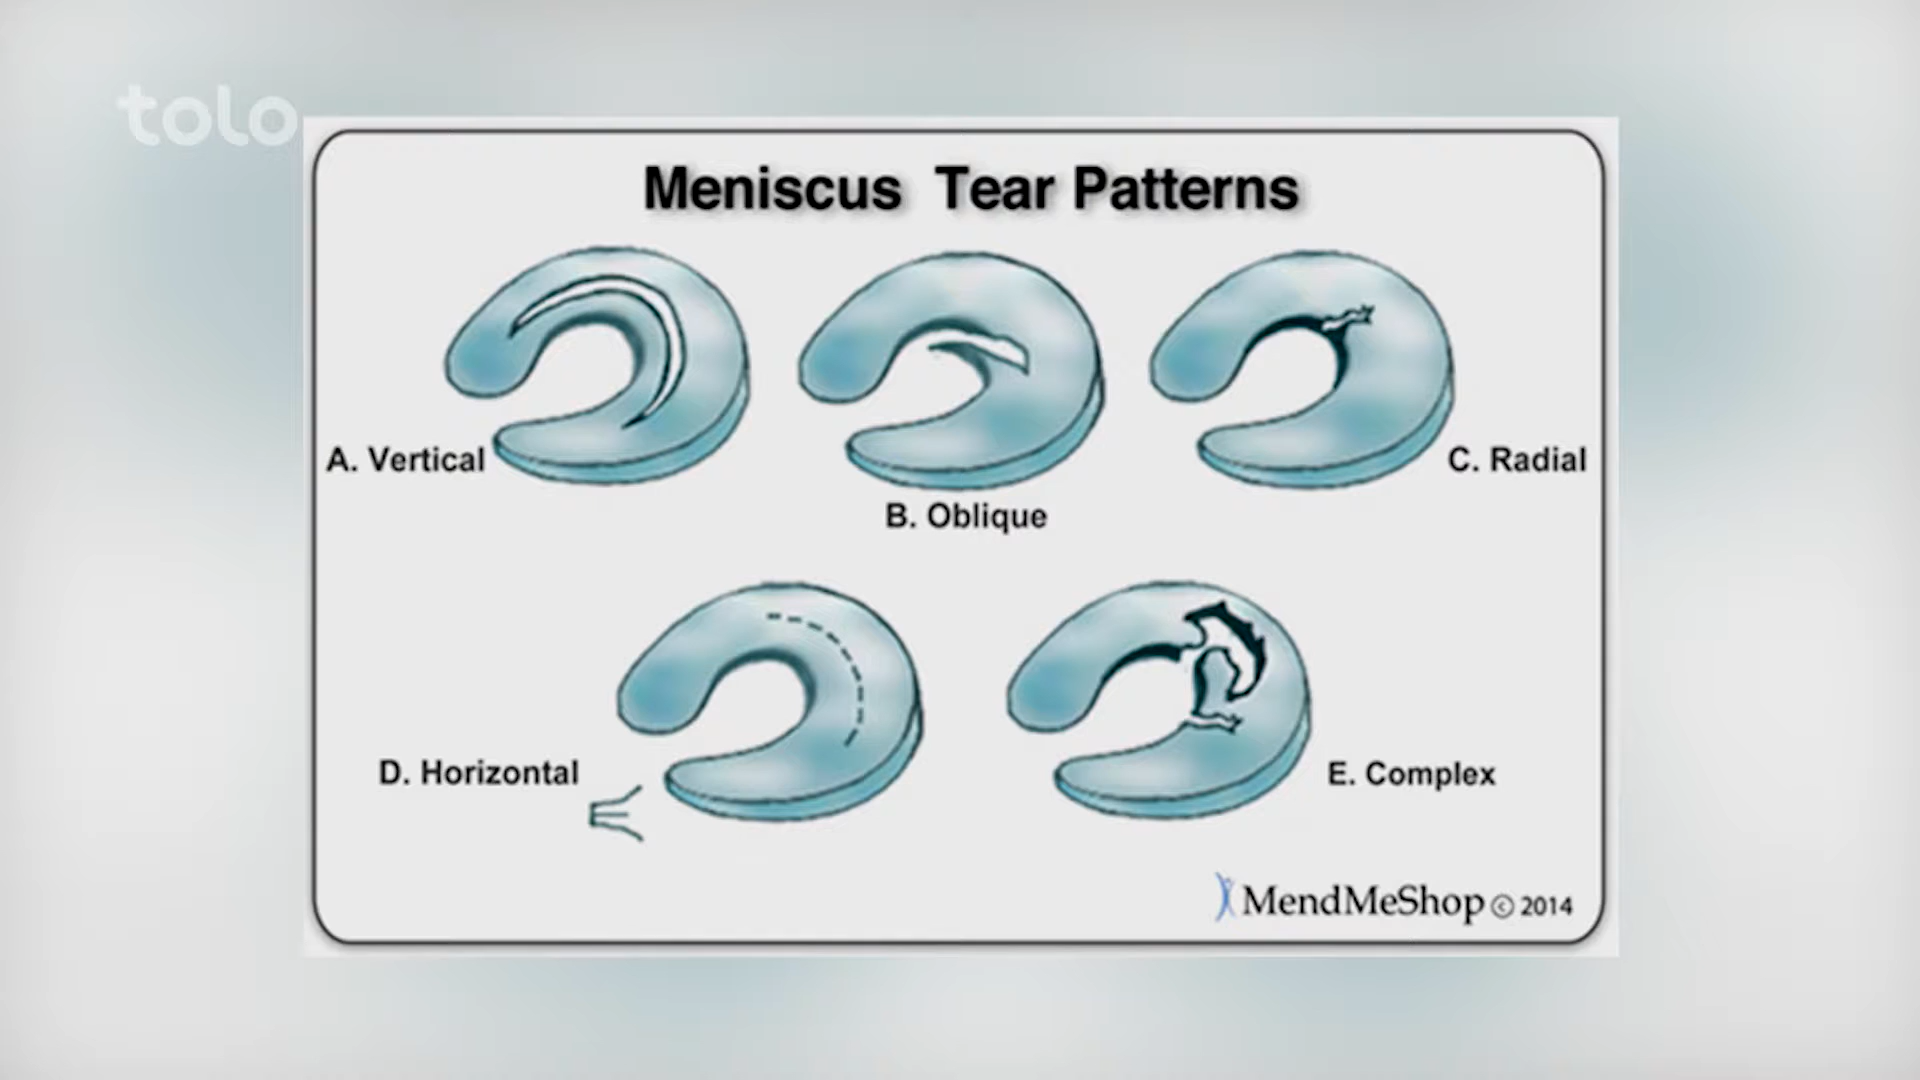 tolo
Meniscus Tear Patterns
A. Vertical
B. Oblique
C. Radial
D. Horizontal
E. Complex
MendMeShop © 2014